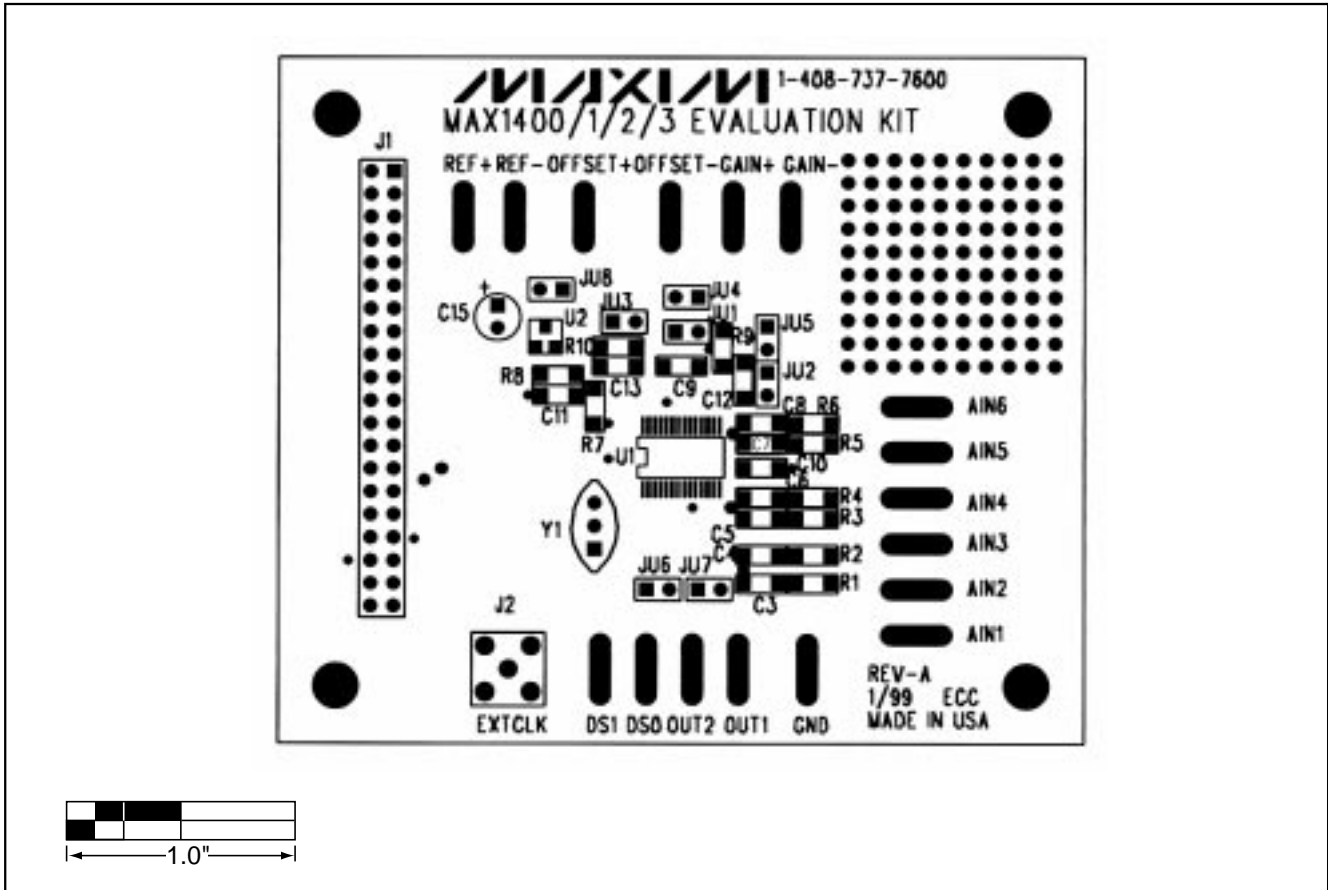 MAXIM 1-408-737-7600
MAX1400/1/2/3 EVALUATION KIT
J1
REF+ REF- OFFSET+ OFFSET- GAIN+ GAIN-
JU8
JU4
+
C15
JU3
U2
JU1
JU5
R10
R9
R8
C13
C9
JU2
C11
C12
AIN6
C8 R6
R7
R5
U1
C7
C10
AIN5
C6
R4
AIN4
R3
Y1
C5
C4
R2
AIN3
JU6 JU7
R1
AIN2
C3
J2
AIN1
REV-A
1/99 ECC
EXTCLK DS1 DS0 OUT2 OUT1 GND
MADE IN USA
1.0"